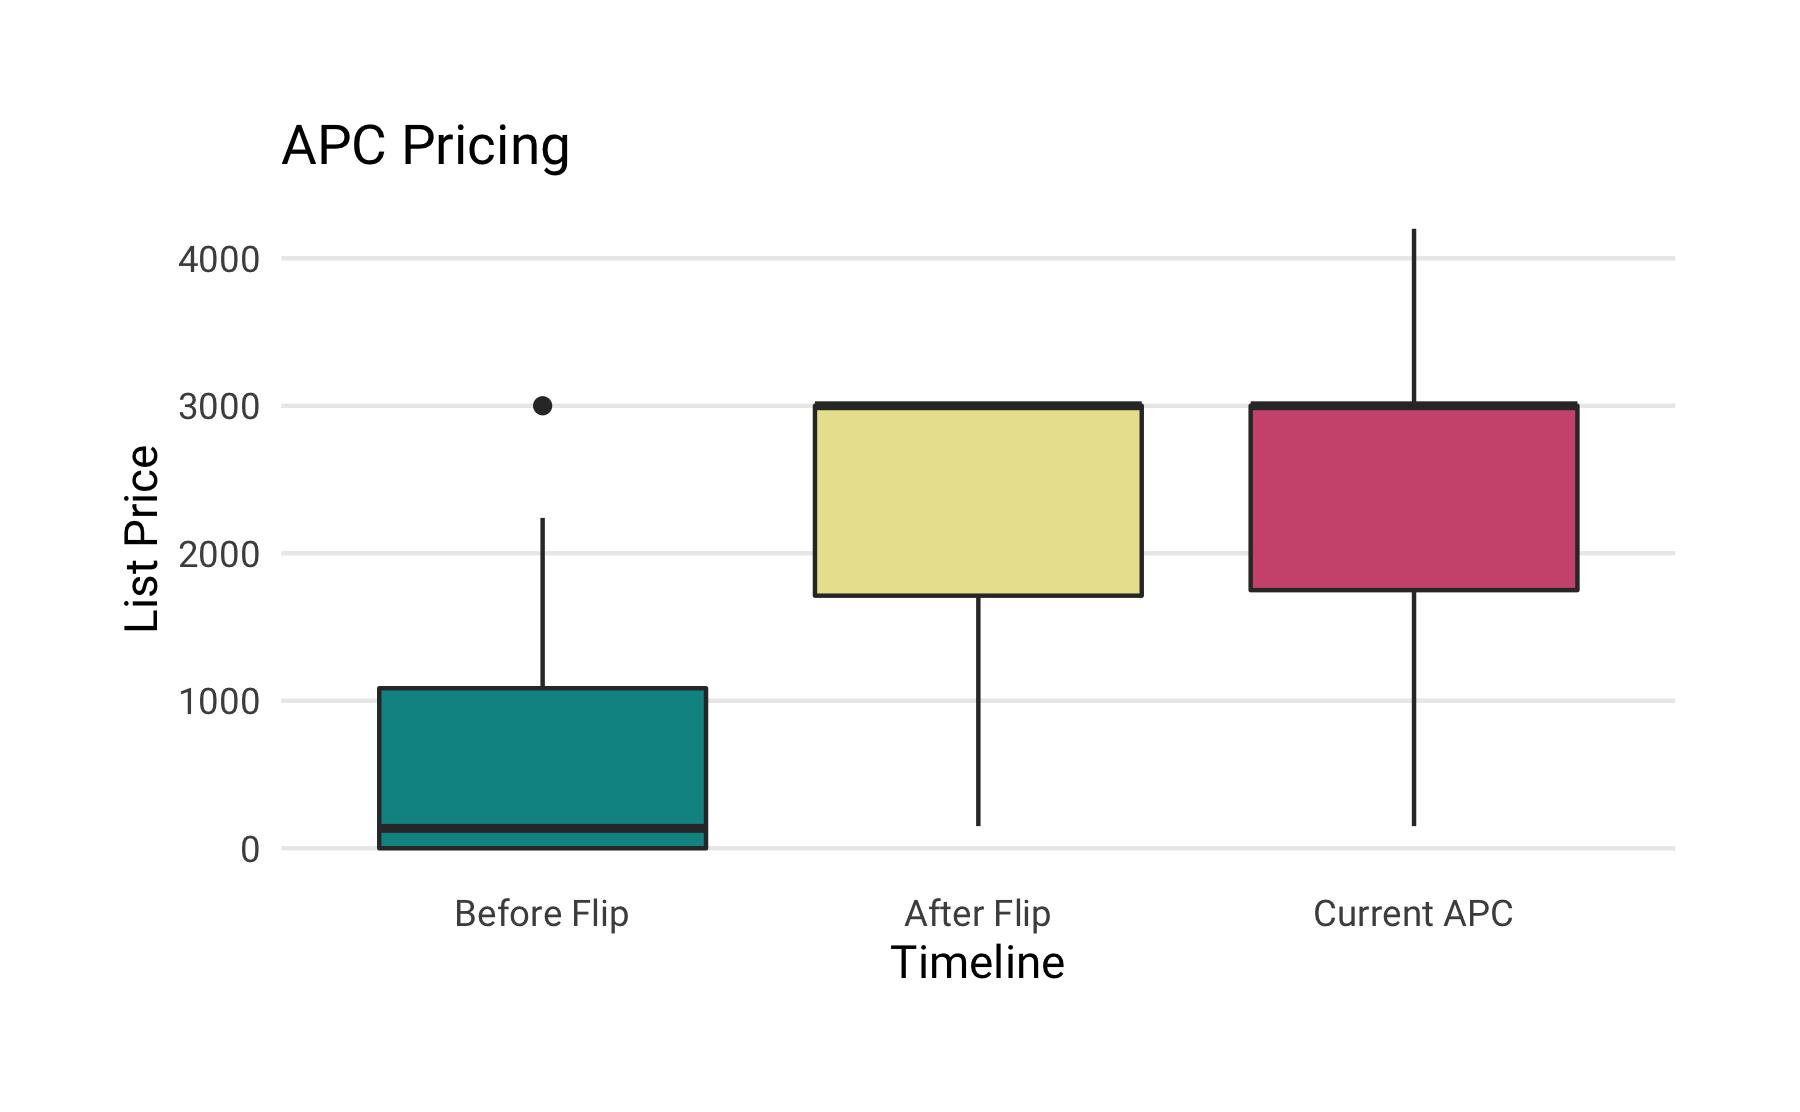 APC Pricing
4000
3000
2000
1000
0
List Price
Before Flip
After Flip
Current APC
Timeline